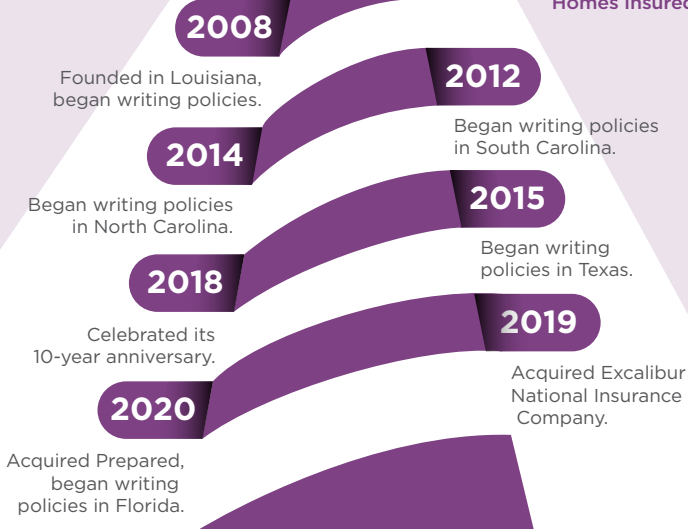 Homes Insured
2008
Founded in Louisiana,
began writing policies.
2012
Began writing policies
in South Carolina.
2014
Began writing policies
in North Carolina.
2015
Began writing
policies in Texas.
2018
Celebrated its
10-year anniversary.
2019
Acquired Excalibur
National Insurance
Company.
2020
Acquired Prepared,
began writing
policies in Florida.